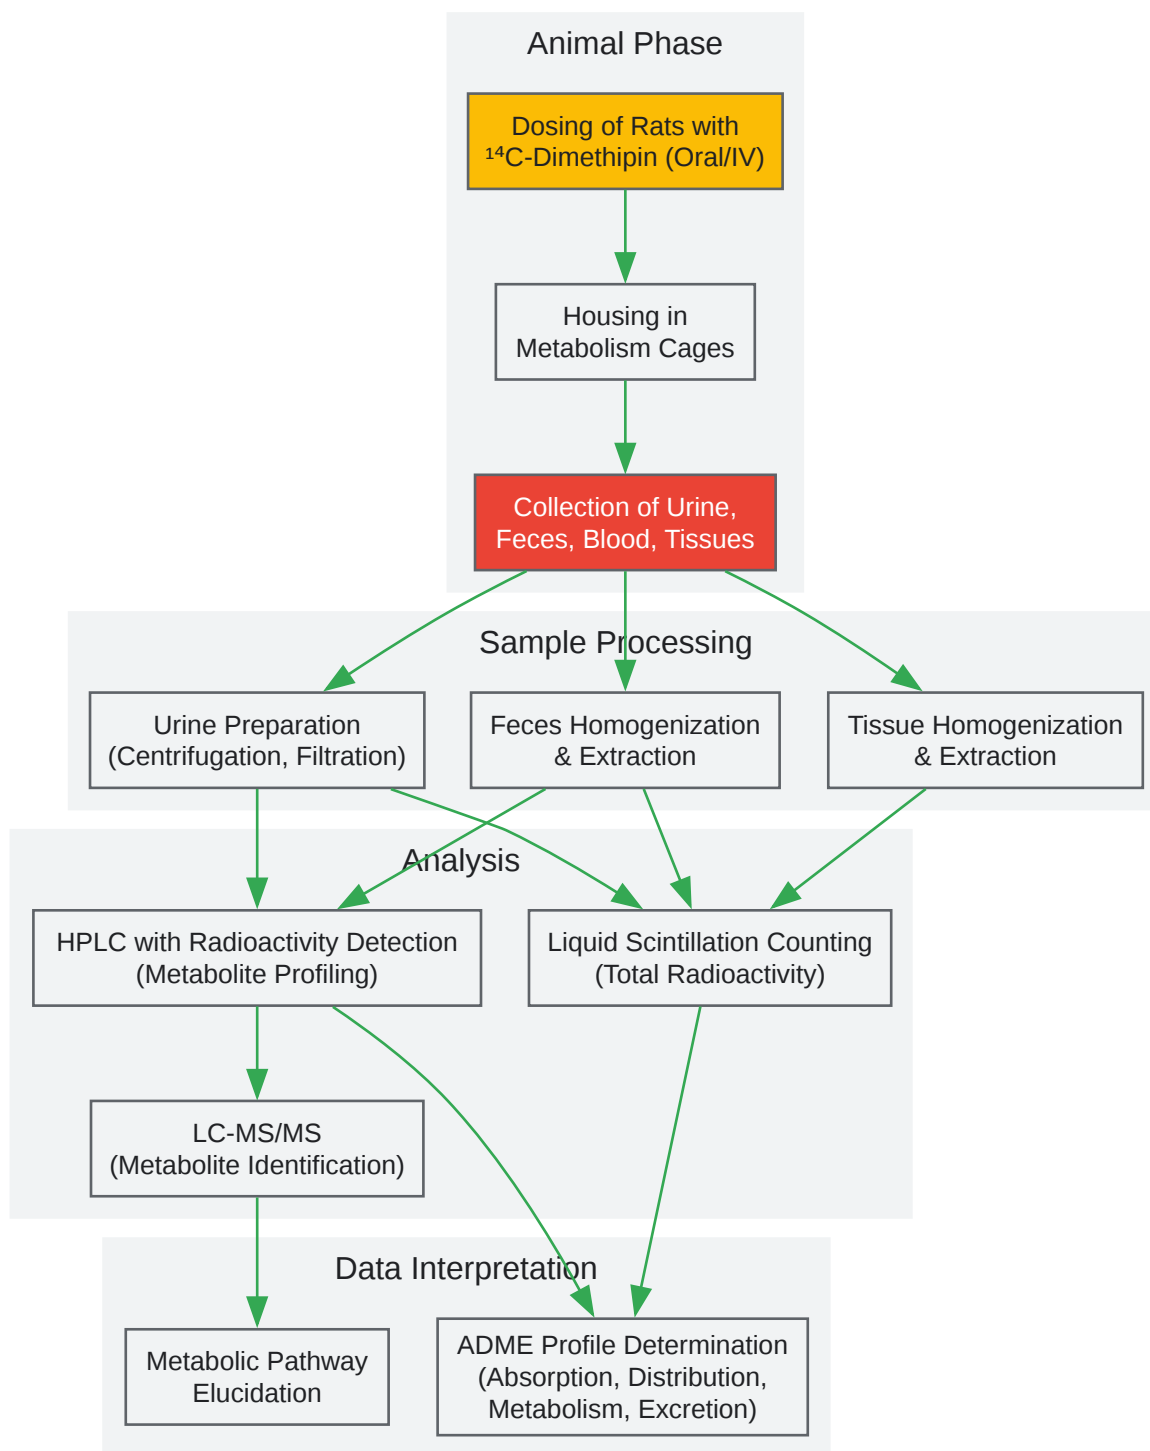 Animal Phase
Dosing of Rats with
¹⁴C-Dimethipin (Oral/IV)
Housing in
Metabolism Cages
Collection of Urine,
Feces, Blood, Tissues
Sample Processing
Urine Preparation
(Centrifugation, Filtration)
Feces Homogenization
& Extraction
Tissue Homogenization
& Extraction
Analysis
HPLC with Radioactivity Detection
(Metabolite Profiling)
Liquid Scintillation Counting
(Total Radioactivity)
LC-MS/MS
(Metabolite Identification)
Data Interpretation
Metabolic Pathway
Elucidation
ADME Profile Determination
(Absorption, Distribution,
Metabolism, Excretion)